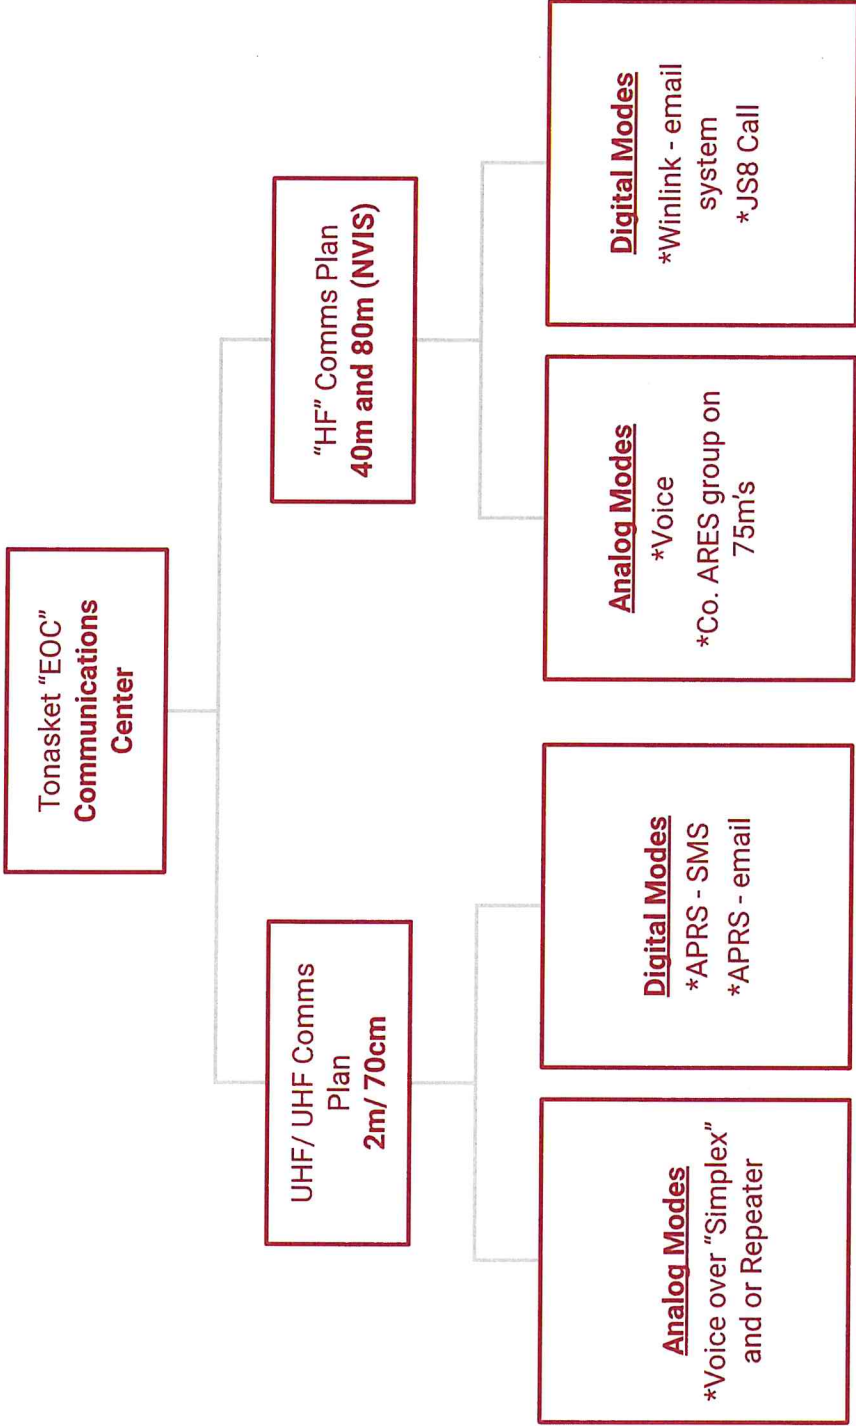 Tonasket “EOC”
Communications
Center
UHF/ UHF Comms
Plan
2m/ 70cm
“HF” Comms Plan
40m and 80m (NVIS)
Analog Modes
*Voice over “Simplex”
and or Repeater
Digital Modes
*APRS - SMS
*APRS - email
Analog Modes
*Voice
*Co. ARES group on
75m’s
Digital Modes
*Winlink - email
system
*JS8 Call